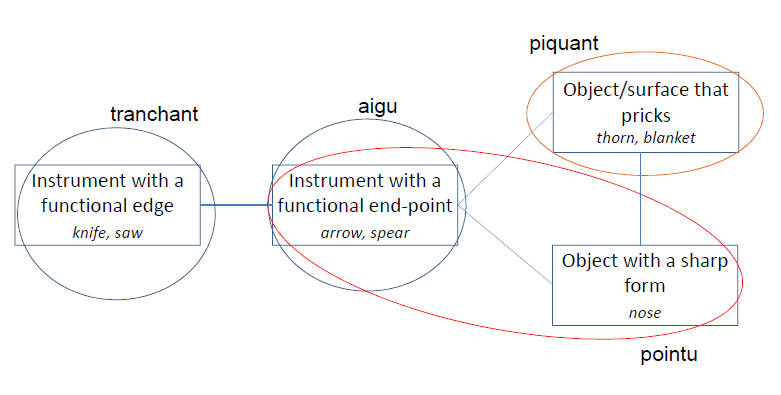 piquant
Object/surface that
pricks
thorn, blanket
tranchant
aigu
Instrument with a
functional edge
knife, saw
Instrument with a
functional end-point
arrow, spear
Object with a sharp
form
nose
pointu